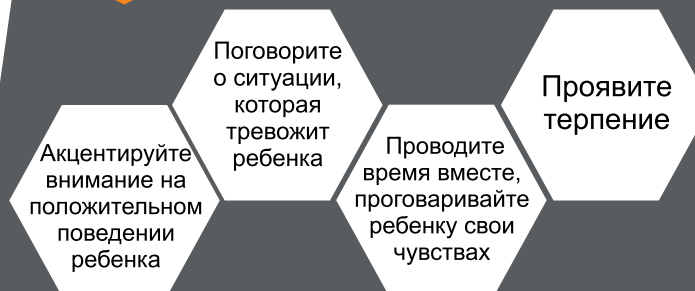 Акцентируйте
внимание на
положительном
поведении
ребенка
Поговорите
о ситуации,
которая
тревожит
ребенка
Проводите
время вместе,
проговаривайте
ребенку свои
чувствах
Проявите
терпение